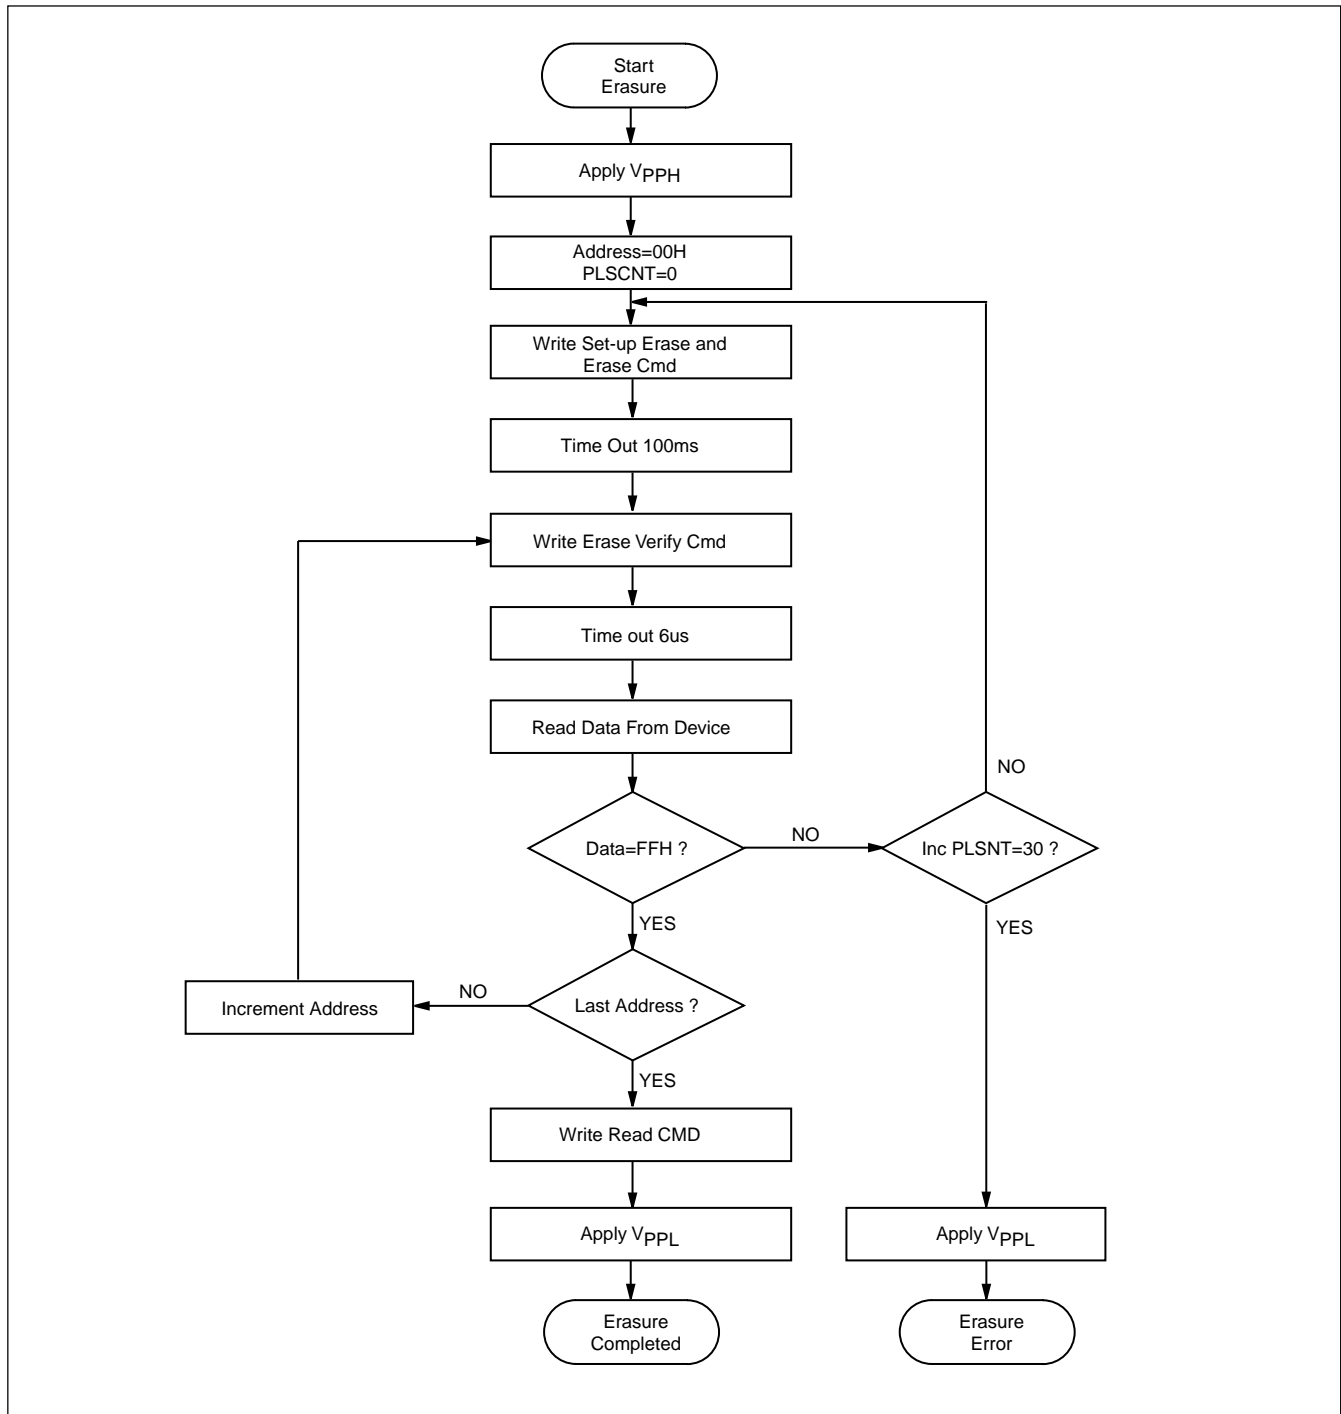 Start
Erasure
Apply VPPH
Address=00H
PLSCNT=0
Write Set-up Erase and
Erase Cmd
Time Out 100ms
Write Erase Verify Cmd
Time out 6us
Read Data From Device
NO
Data=FFH ?
NO
Inc PLSNT=30 ?
YES
YES
Increment Address
NO
Last Address ?
YES
Write Read CMD
Apply VPPL
Apply VPPL
Erasure
Completed
Erasure
Error